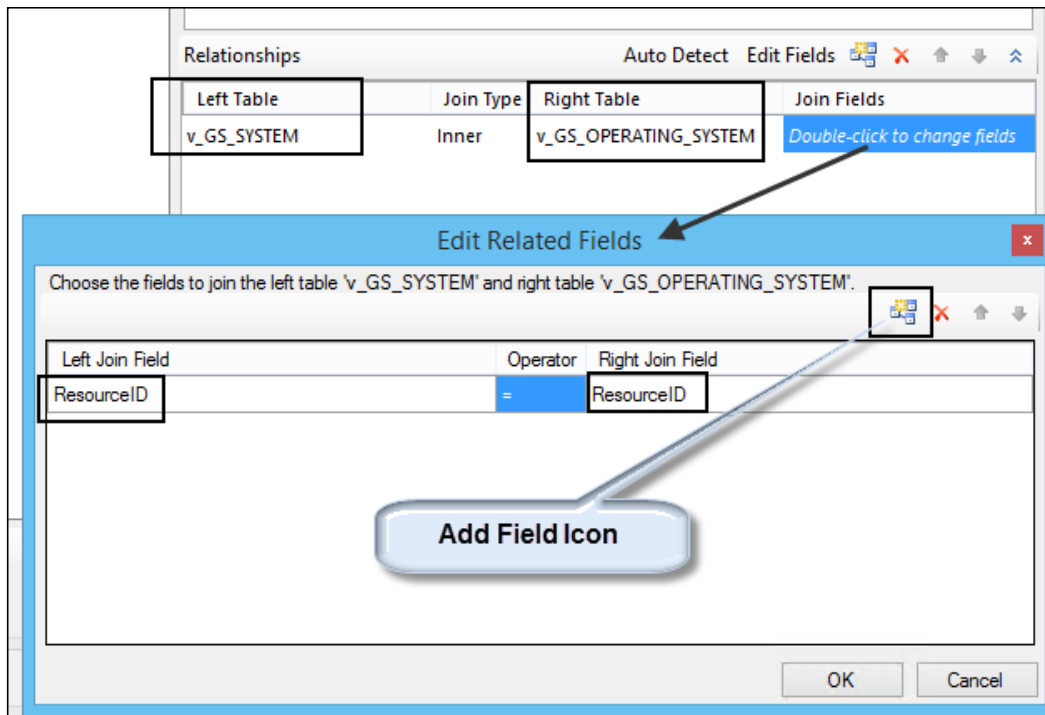 Relationships Auto Detect Edit Fields
Left Table Join Type Right Table Join Fields
v_GS_SYSTEM Inner v_GS_OPERATING_SYSTEM Double-click to change fields
Edit Related Fields
x
Choose the fields to join the left table 'v_GS_SYSTEM' and right table 'v_GS_OPERATING_SYSTEM'.
Left Join Field Operator Right Join Field
ResourceID = ResourceID
Add Field Icon
OK Cancel